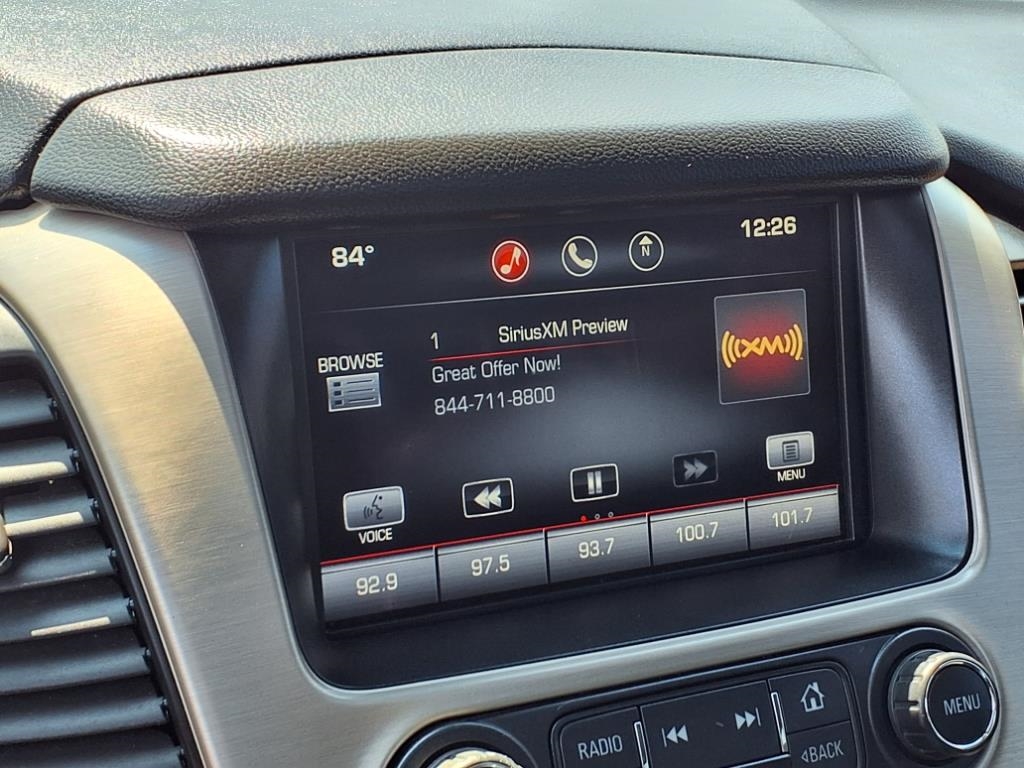 84°
N
12:26
1 SiriusXM Preview
Great Offer Now!
844-711-8800
BROWSE
((XM))
VOICE
MENU
92.9 97.5 93.7 100.7 101.7
RADIO
BACK
MENU